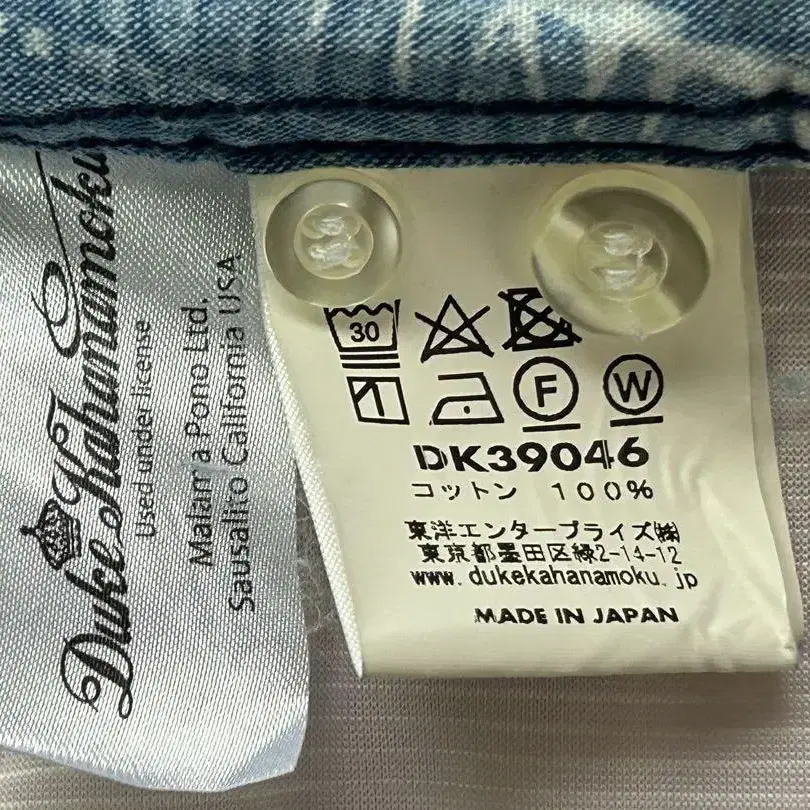 Duke Kahanamoku
Used under license
Malama Pono Ltd.
Sausalito California USA
30
F W
DK39046
コットン 100%
東洋エンタープライズ㈱
東京都墨田区緑2-14-12
www.dukekahanamoku.jp
MADE IN JAPAN